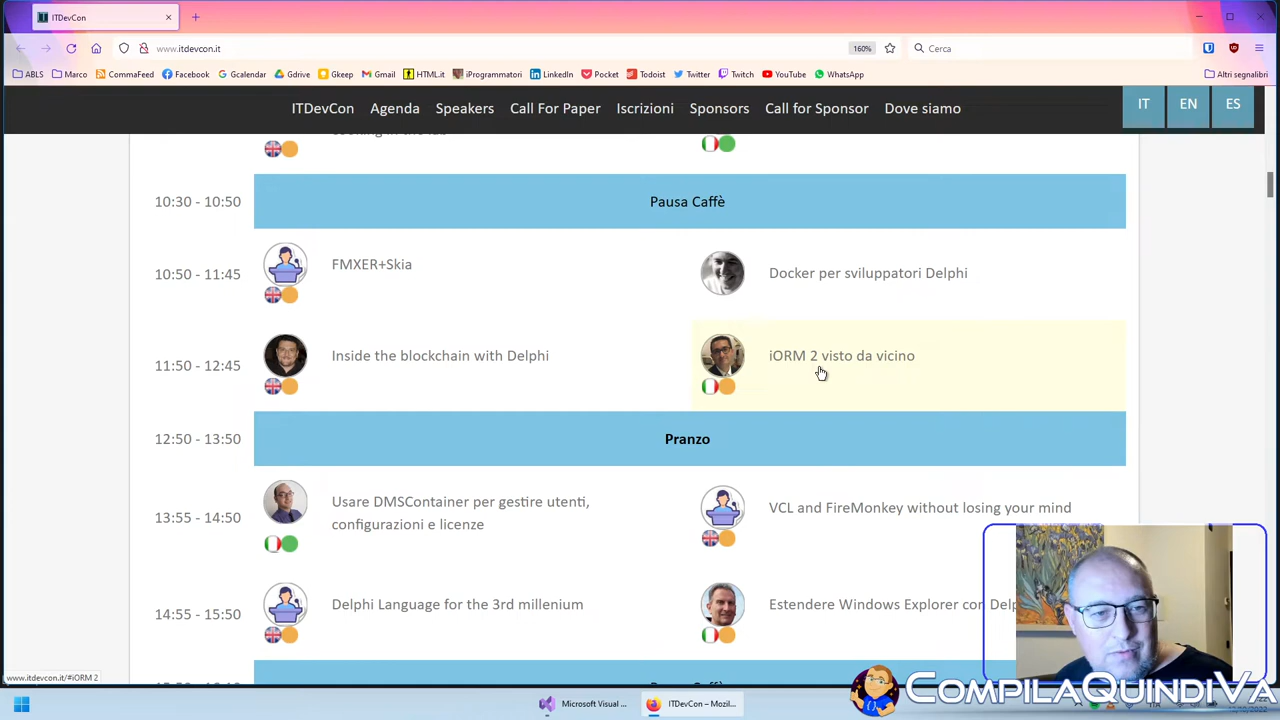 ITDevCon
www.itdevcon.it
160%
Cerca
ABLS
Marco
CommaFeed
Facebook
Gcalendar
Gdrive
Gkeep
Gmail
HTML.it
iProgrammatori
LinkedIn
Pocket
Todoist
Twitter
Twitch
YouTube
WhatsApp
Altri segnalibri
ITDevCon
Agenda
Speakers
Call For Paper
Iscrizioni
Sponsors
Call for Sponsor
Dove siamo
IT
EN
ES
10:30 - 10:50
Pausa Caffè
10:50 - 11:45
FMXER+Skia
Docker per sviluppatori Delphi
11:50 - 12:45
Inside the blockchain with Delphi
iORM 2 visto da vicino
12:50 - 13:50
Pranzo
13:55 - 14:50
Usare DMSContainer per gestire utenti,
configurazioni e licenze
VCL and FireMonkey without losing your mind
14:55 - 15:50
Delphi Language for the 3rd millenium
Estendere Windows Explorer con
www.itdevcon.it/#iORM 2
Microsoft Visual ...
ITDevCon – Mozil...
COMPILAQUINDIVA